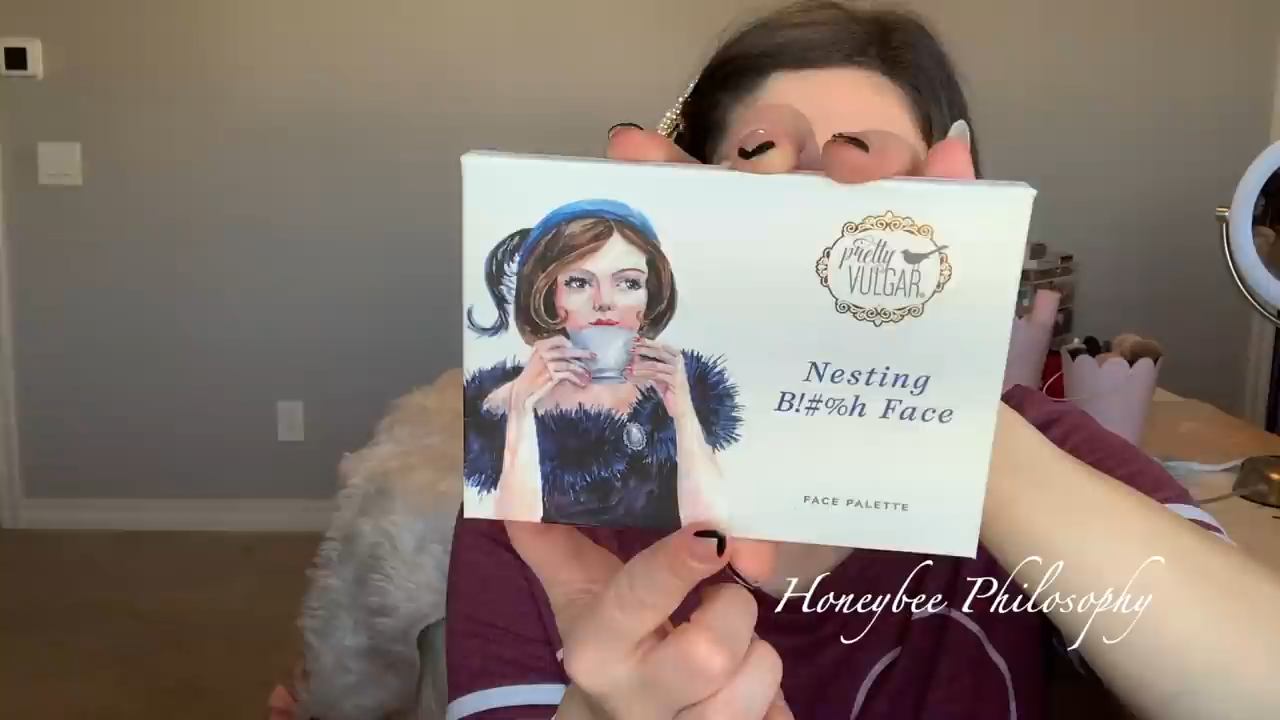 pretty
VULGAR®
Nesting
B!#%h Face
FACE PALETTE
Honeybee Philosophy